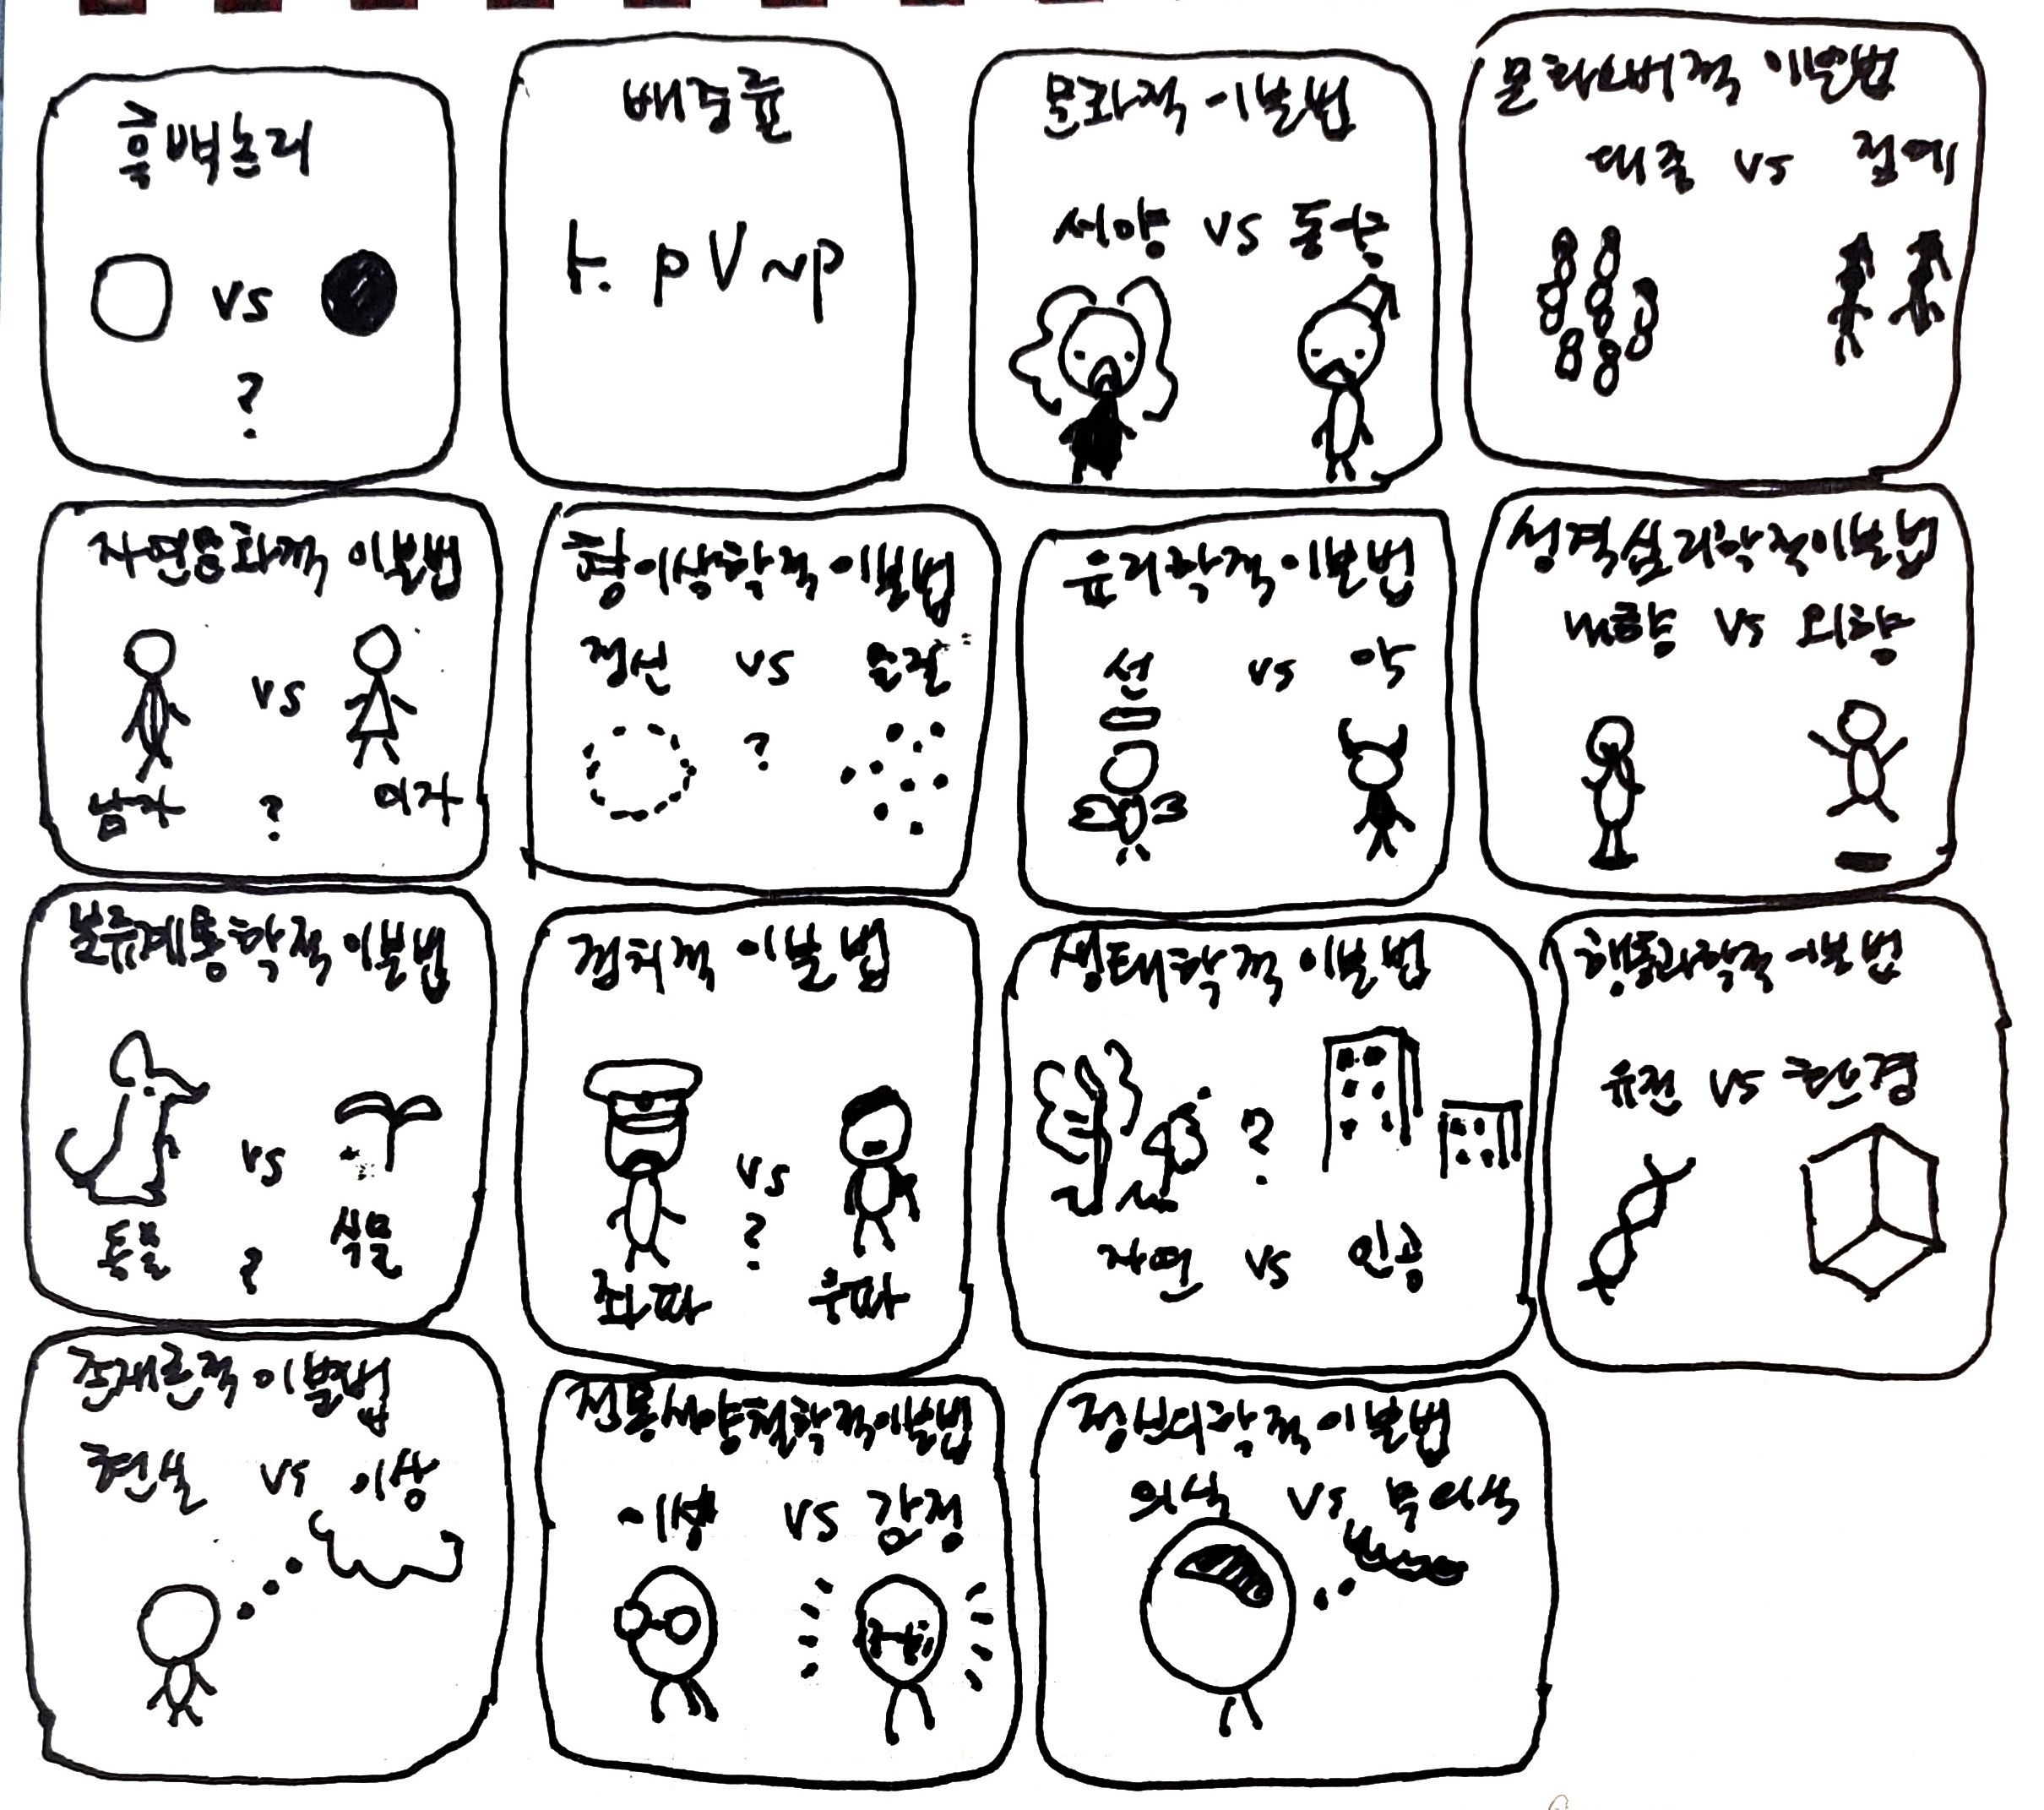 흑백논리
vs
?
배중률
⊢. p V ~p
문화적 이분법
서양 vs 동양
문화사회적 이분법
대중 vs 정예
자연문화적 이분법
vs
남자 ? 여자
형이상학적 이분법
정신 vs 물질
?
윤리학적 이분법
선 vs 악
성격심리학적 이분법
내향 vs 외향
분류계통학적 이분법
vs
동물 ? 식물
정치적 이분법
vs
?
좌파 우파
생태학적 이분법
?
자연 vs 인공
행동과학적 이분법
유전 vs 환경
존재론적 이분법
현실 vs 이상
전통서양철학적 이분법
이성 vs 감정
정신의학적 이분법
의식 vs 무의식